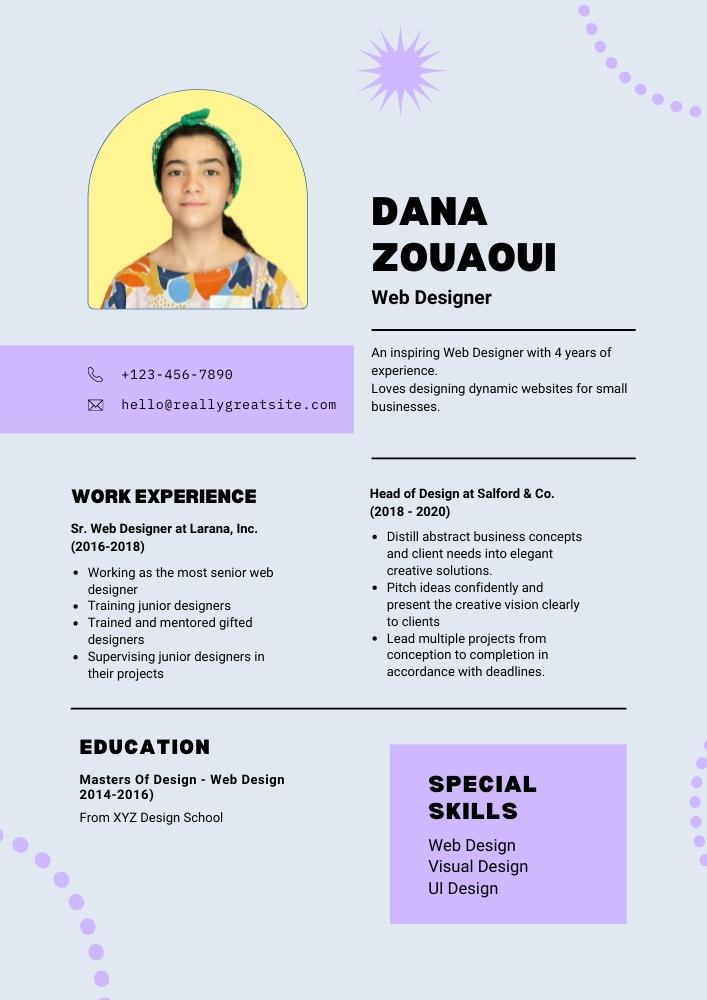 DANA
ZOUAOUI
Web Designer
+123-456-7890
hello@reallygreatsite.com
An inspiring Web Designer with 4 years of
experience.
Loves designing dynamic websites for small
businesses.
WORK EXPERIENCE
Sr. Web Designer at Larana, Inc.
(2016-2018)
• Working as the most senior web
designer
• Training junior designers
• Trained and mentored gifted
designers
• Supervising junior designers in
their projects
Head of Design at Salford & Co.
(2018 - 2020)
• Distill abstract business concepts
and client needs into elegant
creative solutions.
• Pitch ideas confidently and
present the creative vision clearly
to clients
• Lead multiple projects from
conception to completion in
accordance with deadlines.
EDUCATION
Masters Of Design - Web Design
2014-2016)
From XYZ Design School
SPECIAL
SKILLS
Web Design
Visual Design
UI Design